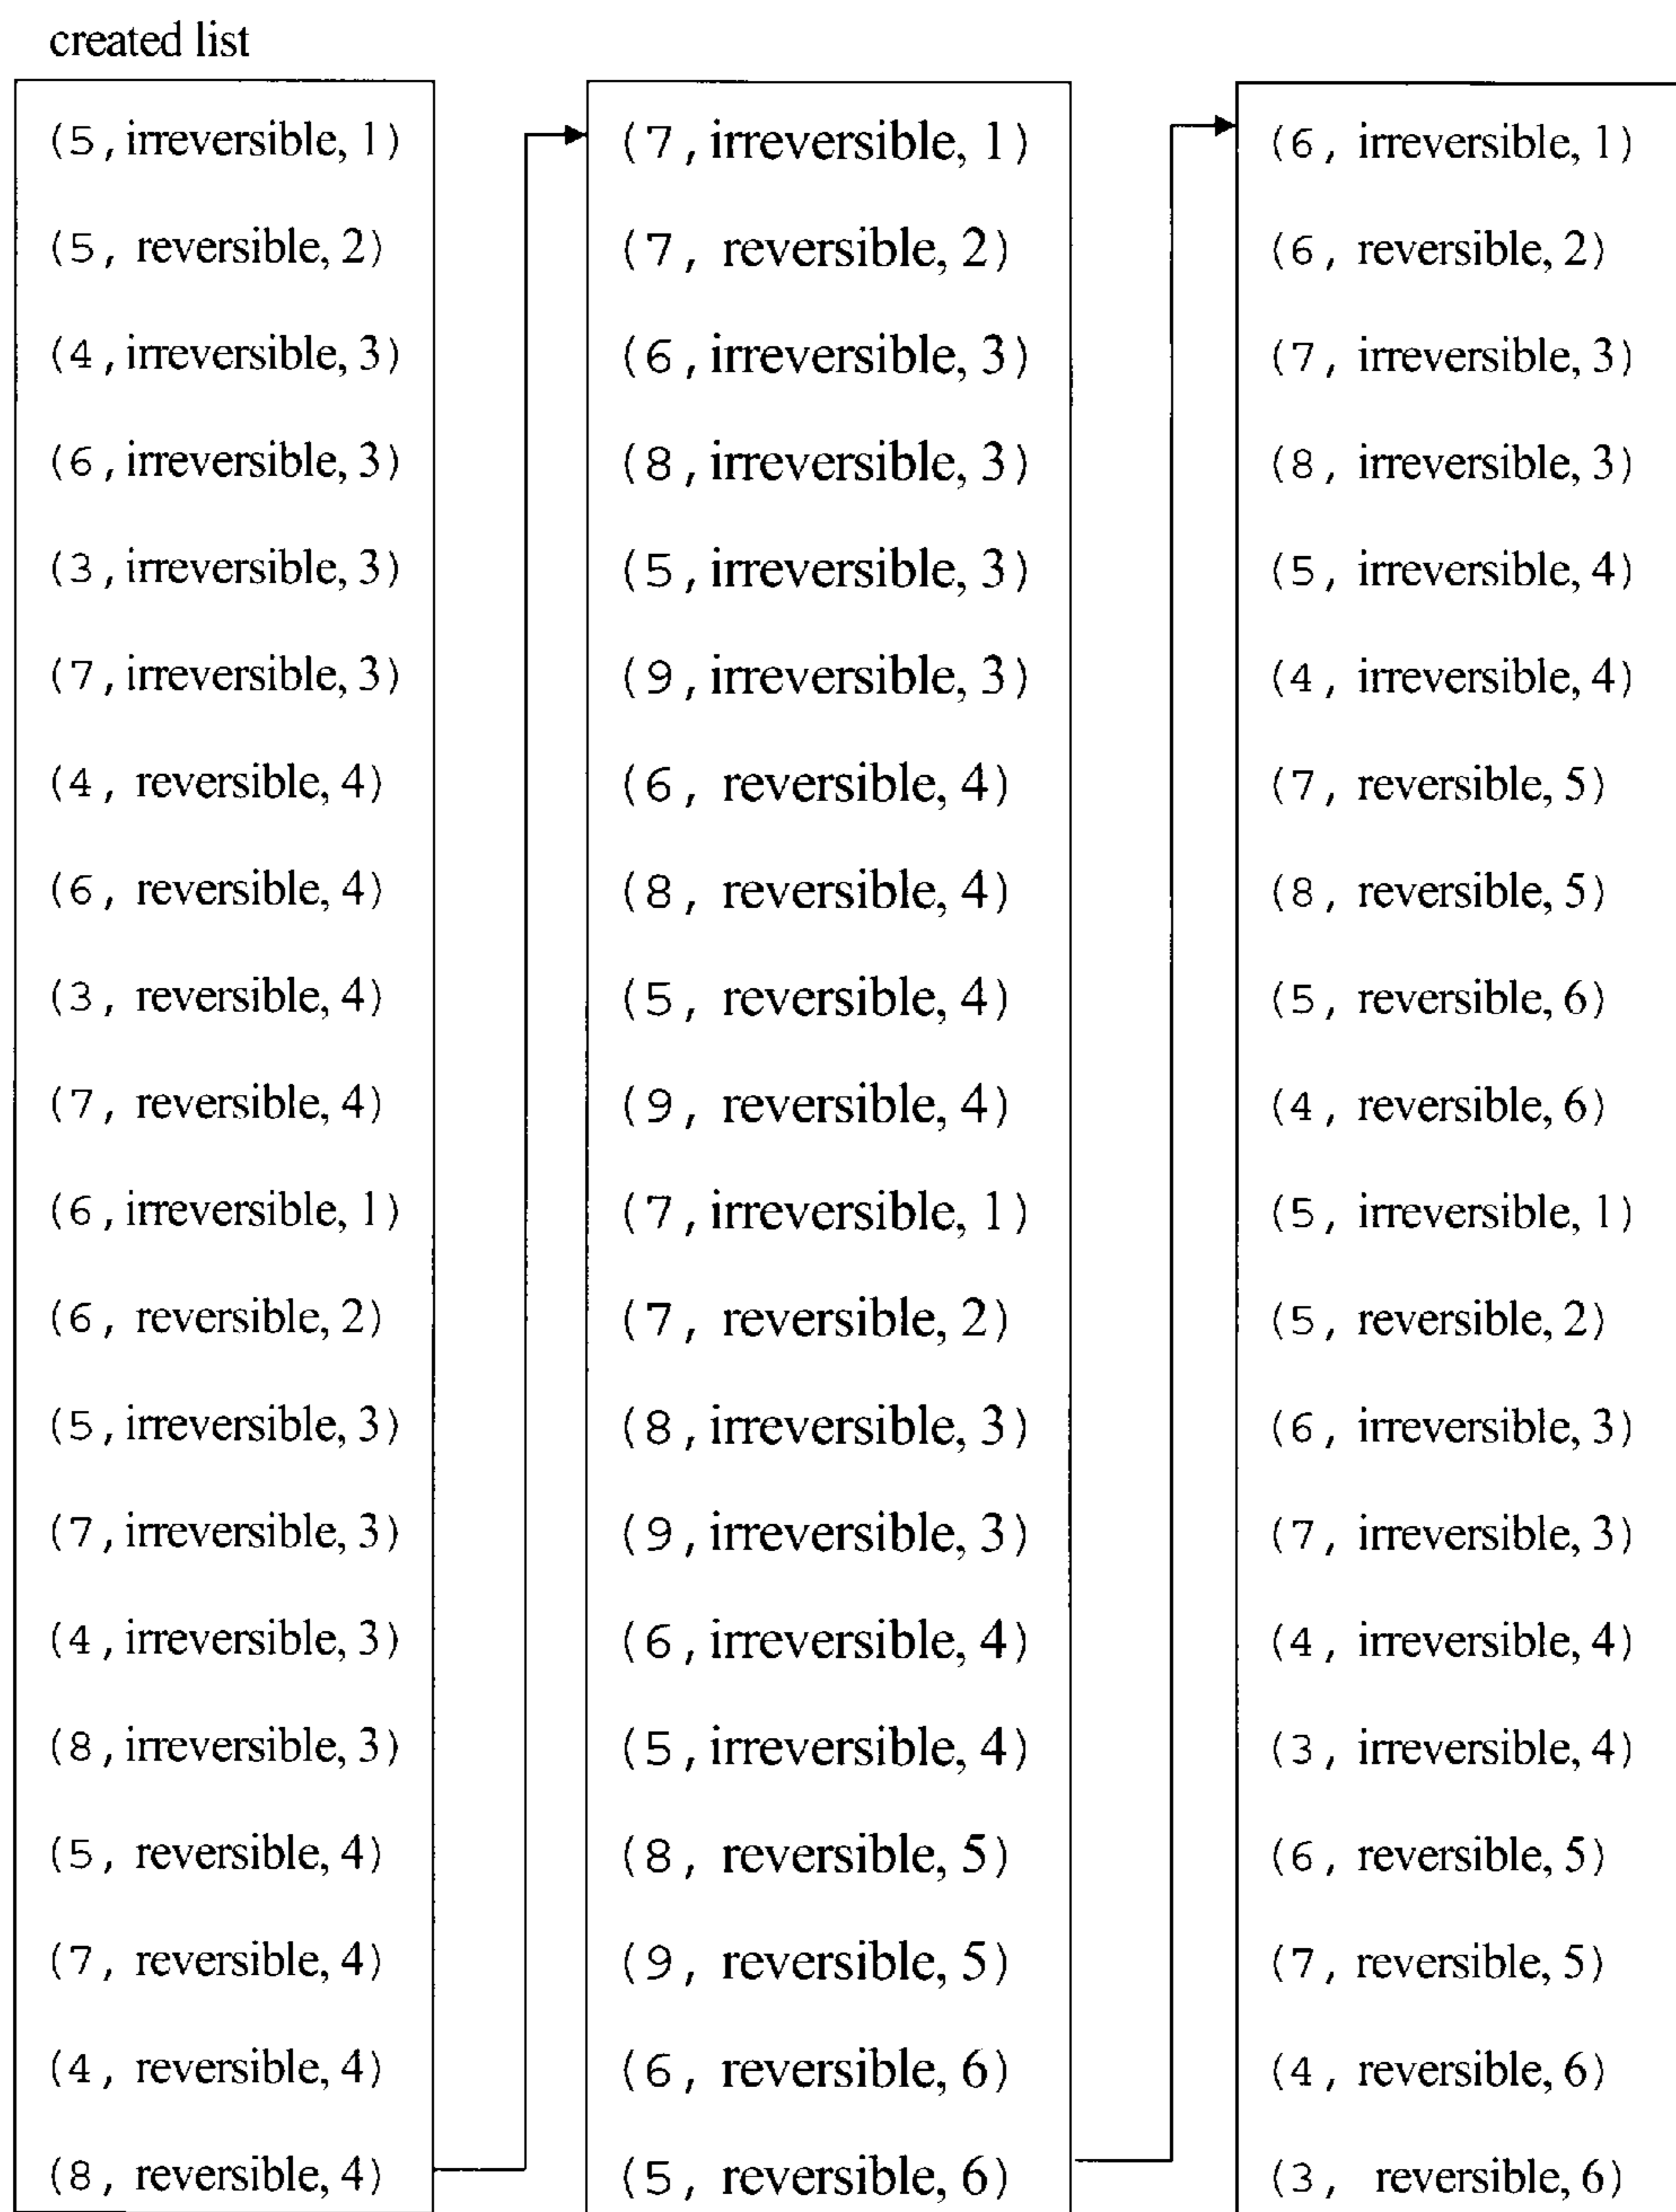 created list
(5,irreversible, 1)
(5, reversible, 2)
(4,irreversible, 3)
(6,irreversible, 3)
(3,irreversible, 3)
(7,irreversible, 3)
(4, reversible, 4)
(6, reversible, 4)
(3, reversible, 4)
(7, reversible, 4)
(6,irreversible, 1)
(6, reversible, 2)
(5,irreversible, 3)
(7,irreversible, 3)
(4,irreversible, 3)
(8,irreversible, 3)
(5, reversible, 4)
(7, reversible, 4)
(4, reversible, 4)
(8, reversible, 4)
(7,irreversible, 1)
(7, reversible, 2)
(6,irreversible, 3)
(8,irreversible, 3)
(5,irreversible, 3)
(9,irreversible, 3)
(6, reversible, 4)
(8, reversible, 4)
(5, reversible, 4)
(9, reversible, 4)
(7,irreversible, 1)
(7, reversible, 2)
(8,irreversible, 3)
(9,irreversible, 3)
(6,irreversible, 4)
(5,irreversible, 4)
(8, reversible, 5)
(9, reversible, 5)
(6, reversible, 6)
(5, reversible, 6)
(6, irreversible, 1)
(6, reversible, 2)
(7, irreversible, 3)
(8, irreversible, 3)
(5, irreversible, 4)
(4, irreversible, 4)
(7, reversible, 5)
(8, reversible, 5)
(5, reversible, 6)
(4, reversible, 6)
(5, irreversible, 1)
(5, reversible, 2)
(6, irreversible, 3)
(7, irreversible, 3)
(4, irreversible, 4)
(3, irreversible, 4)
(6, reversible, 5)
(7, reversible, 5)
(4, reversible, 6)
(3, reversible, 6)